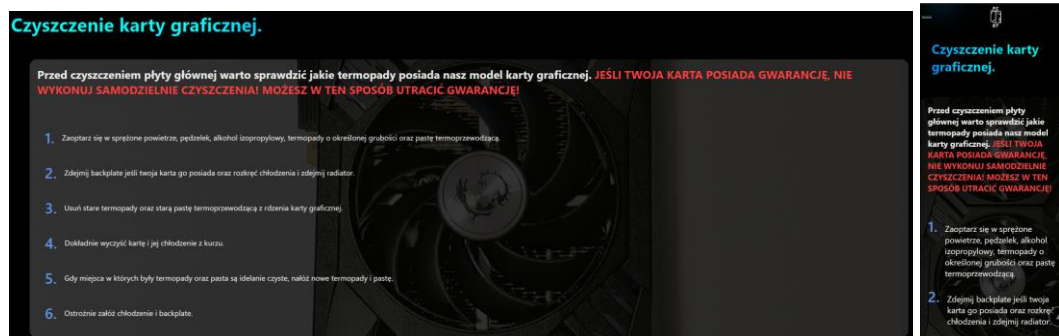 Czyszczenie karty graficznej.
Przed czyszczeniem płyty głównej warto sprawdzić jakie termopady posiada nasz model karty graficznej. JEŚLI TWOJA KARTA POSIADA GWARANCJĘ, NIE
WYKONUJ SAMODZIELNIE CZYSZCZENIA! MOŻESZ W TEN SPOSÓB UTRACIĆ GWARANCJĘ!
1. Zaoptarz się w sprężone powietrze, pędzelek, alkohol izopropylowy, termopady o określonej grubości oraz pastę termoprzewodzącą.
2. Zdejmij backplate jeśli twoja karta go posiada oraz rozkręć chłodzenia i zdejmij radiator.
3. Usuń stare termopady oraz starą pastę termoprzewodzącą z rdzenia karty graficznej.
4. Dokładnie wyczyść kartę i jej chłodzenie z kurzu.
5. Gdy miejsca w których były termopady oraz pasta są idelanie czyste, nałóż nowe termopady i pastę.
6. Ostrożnie załóż chłodzenie i backplate.
Czyszczenie karty
graficznej.
Przed czyszczeniem płyty
głównej warto sprawdzić jakie
termopady posiada nasz model
karty graficznej. JEŚLI TWOJA
KARTA POSIADA GWARANCJĘ,
NIE WYKONUJ SAMODZIELNIE
CZYSZCZENIA! MOŻESZ W TEN
SPOSÓB UTRACIĆ GWARANCJĘ!
1. Zaoptarz się w sprężone
powietrze, pędzelek, alkohol
izopropylowy, termopady o
określonej grubości oraz pastę
termoprzewodzącą.
2. Zdejmij backplate jeśli twoja
karta go posiada oraz rozkręć
chłodzenia i zdejmij radiator.